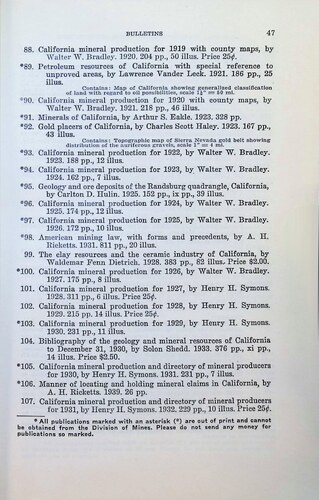 BULLETINS 47
88. California mineral production for 1919 with county maps, by
Walter W. Bradley. 1920. 204 pp., 50 illus. Price 25¢.
*89. Petroleum resources of California with special reference to
unproved areas, by Lawrence Vander Leck. 1921. 186 pp., 25
illus.
Contains: Map of California showing generalized classification
of land with regard to oil possibilities, scale
*90. California mineral production for 1920 with county maps, by
Walter W. Bradley. 1921. 218 pp., 46 illus.
*91. Minerals of California, by Arthur S. Eakle. 1923. 328 pp.
*92. Gold placers of California, by Charles Scott Haley. 1923. 167 pp.,
43 illus.
Contains: Topographic map of Sierra Nevada gold belt showing
distribution of the auriferous gravels, scale 1" = 4 mi.
*93. California mineral production for 1922, by Walter W. Bradley.
1923. 188 pp., 12 illus.
*94. California mineral production for 1923, by Walter W. Bradley.
1924. 162 pp., 7 illus.
*95. Geology and ore deposits of the Randsburg quadrangle, California,
by Carlton D. Hulin. 1925. 152 pp., ix pp., 39 illus.
*96. California mineral production for 1924, by Walter W. Bradley.
1925. 174 pp., 12 illus.
*97. California mineral production for 1925, by Walter W. Bradley.
1926. 172 pp., 10 illus.
*98. American mining law, with forms and precedents, by A. H.
Ricketts. 1931. 811 pp., 20 illus.
99. The clay resources and the ceramic industry of California, by
Waldemar Fenn Dietrich. 1928. 383 pp., 82 illus. Price $2.00.
*100. California mineral production for 1926, by Walter W. Bradley.
1927. 175 pp., 8 illus.
101. California mineral production for 1927, by Henry H. Symons.
1928. 311 pp., 6 illus. Price 25¢.
102. California mineral production for 1928, by Henry H. Symons.
1929. 215 pp. 14 illus. Price 25¢.
*103. California mineral production for 1929, by Henry H. Symons.
1930. 231 pp., 11 illus.
104. Bibliography of the geology and mineral resources of California
to December 31, 1930, by Solon Shedd. 1933. 376 pp., xi pp.,
14 illus. Price $2.50.
*105. California mineral production and directory of mineral producers
for 1930, by Henry H. Symons. 1931. 231 pp., 7 illus.
*106. Manner of locating and holding mineral claims in California, by
A. H. Ricketts. 1939. 26 pp.
107. California mineral production and directory of mineral producers
for 1931, by Henry H. Symons. 1932. 229 pp., 10 illus. Price 25¢.
* All publications marked with an asterisk (*) are out of print and cannot
be obtained from the Division of Mines. Please do not send any money for
publications so marked.